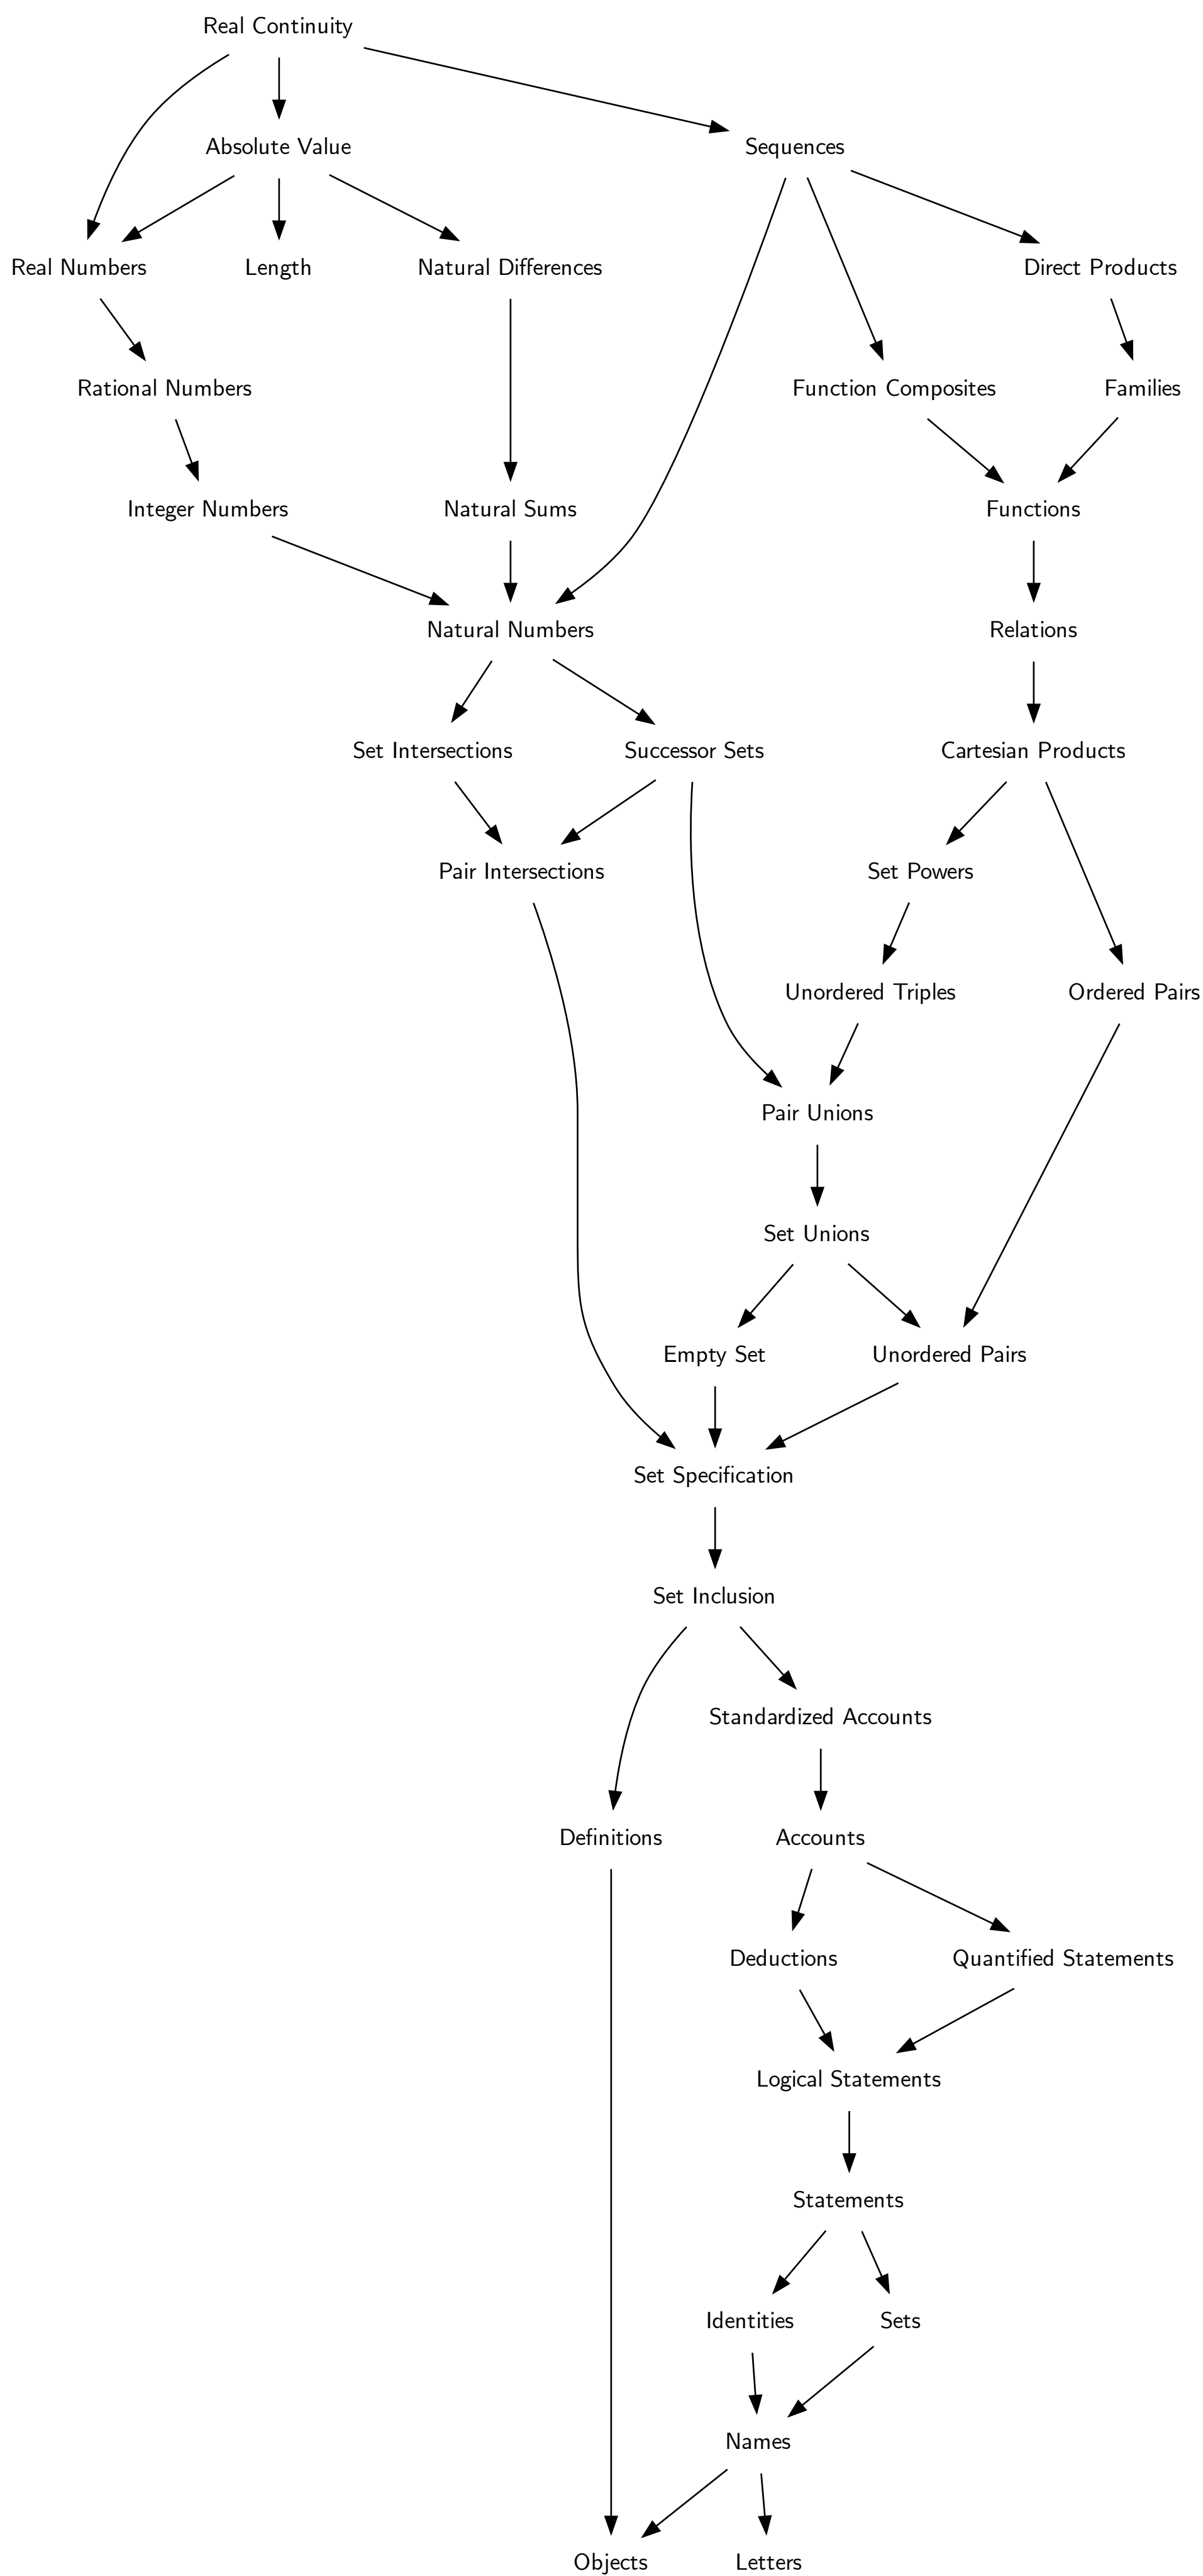 Real Continuity
Absolute Value
Sequences
Real Numbers
Length
Natural Differences
Direct Products
Rational Numbers
Function Composites
Families
Integer Numbers
Natural Sums
Functions
Natural Numbers
Relations
Set Intersections
Successor Sets
Cartesian Products
Pair Intersections
Set Powers
Unordered Triples
Ordered Pairs
Pair Unions
Set Unions
Empty Set
Unordered Pairs
Set Specification
Set Inclusion
Standardized Accounts
Definitions
Accounts
Deductions
Quantified Statements
Logical Statements
Statements
Identities
Sets
Names
Objects
Letters